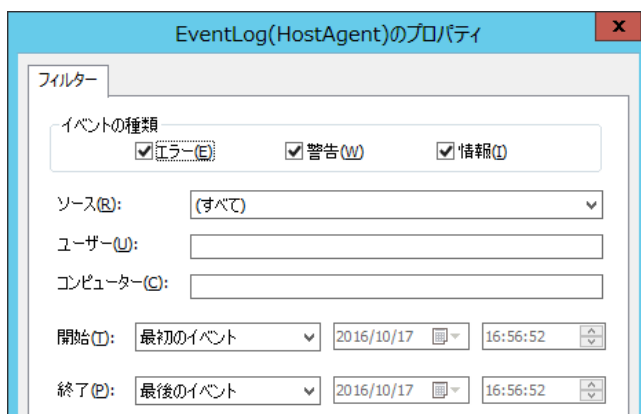 EventLog(HostAgent)のプロパティ
x
フィルター
イベントの種類
エラー(E) 警告(W) 情報(I)
ソース(R): (すべて)
ユーザー(U):
コンピューター(C):
開始(T): 最初のイベント 2016/10/17 16:56:52
終了(P): 最後のイベント 2016/10/17 16:56:52